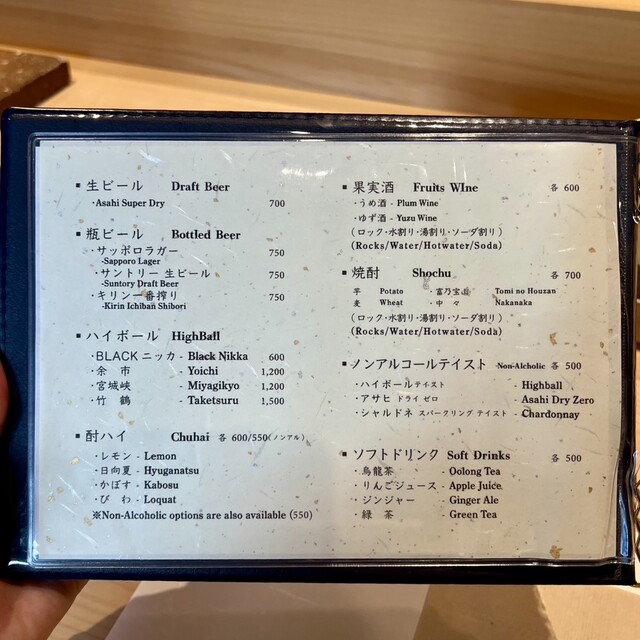 ▪ 生ビール Draft Beer
・Asahi Super Dry 700
▪ 瓶ビール Bottled Beer
・サッポロラガー 750
-Sapporo Lager
・サントリー 生ビール 750
-Suntory Draft Beer
・キリン一番搾り 750
-Kirin Ichiban Shibori
▪ ハイボール HighBall
・BLACK ニッカ - Black Nikka 600
・余 市 - Yoichi 1,200
・宮城峡 - Miyagikyo 1,200
・竹 鶴 - Taketsuru 1,500
▪ 酎ハイ Chuhai 各 600/550(ノンアル)
・レモン - Lemon
・日向夏 - Hyuganatsu
・かぼす - Kabosu
・び わ - Loquat
※Non-Alcoholic options are also available (550)
▪ 果実酒 Fruits WIne 各 600
・うめ酒 - Plum Wine
・ゆず酒 - Yuzu Wine
(ロック・水割り・湯割り・ソーダ割り)
(Rocks/Water/Hotwater/Soda)
▪ 焼酎 Shochu 各 700
芋 Potato ・富乃宝山 Tomi no Houzan
麦 Wheat ・中 々 Nakanaka
(ロック・水割り・湯割り・ソーダ割り)
(Rocks/Water/Hotwater/Soda)
▪ ノンアルコールテイスト Non-Alcholic 各 500
・ハイボール テイスト - Highball
・アサヒ ドライ ゼロ - Asahi Dry Zero
・シャルドネ スパークリング テイスト - Chardonnay
▪ ソフトドリンク Soft Drinks 各 500
・烏龍茶 - Oolong Tea
・りんごジュース - Apple Juice
・ジンジャー - Ginger Ale
・緑 茶 - Green Tea